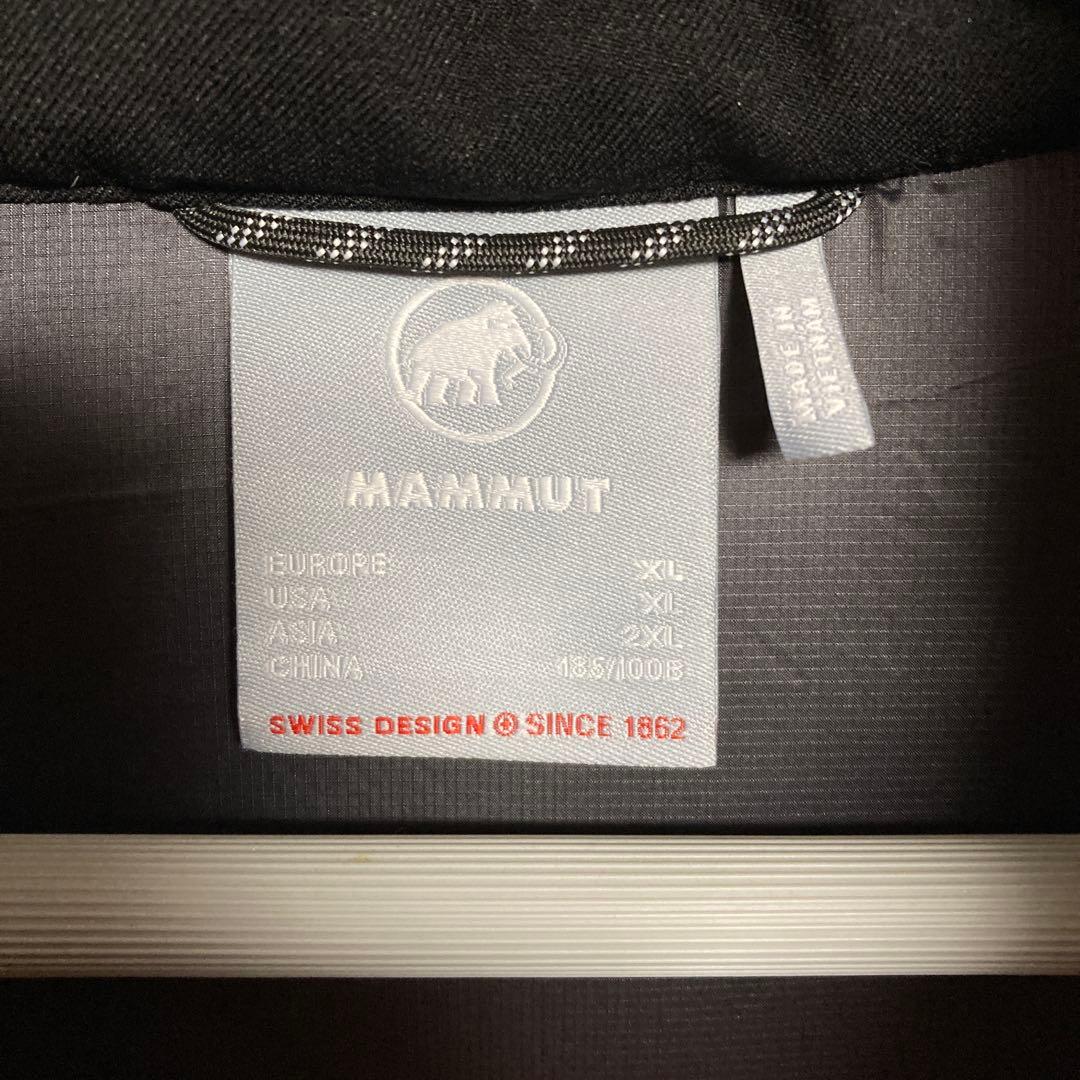 MAMMUT
EUROPE XL
USA XL
ASIA 2XL
CHINA 185/100B
SWISS DESIGN SINCE 1862
MADE IN
VIETNAM